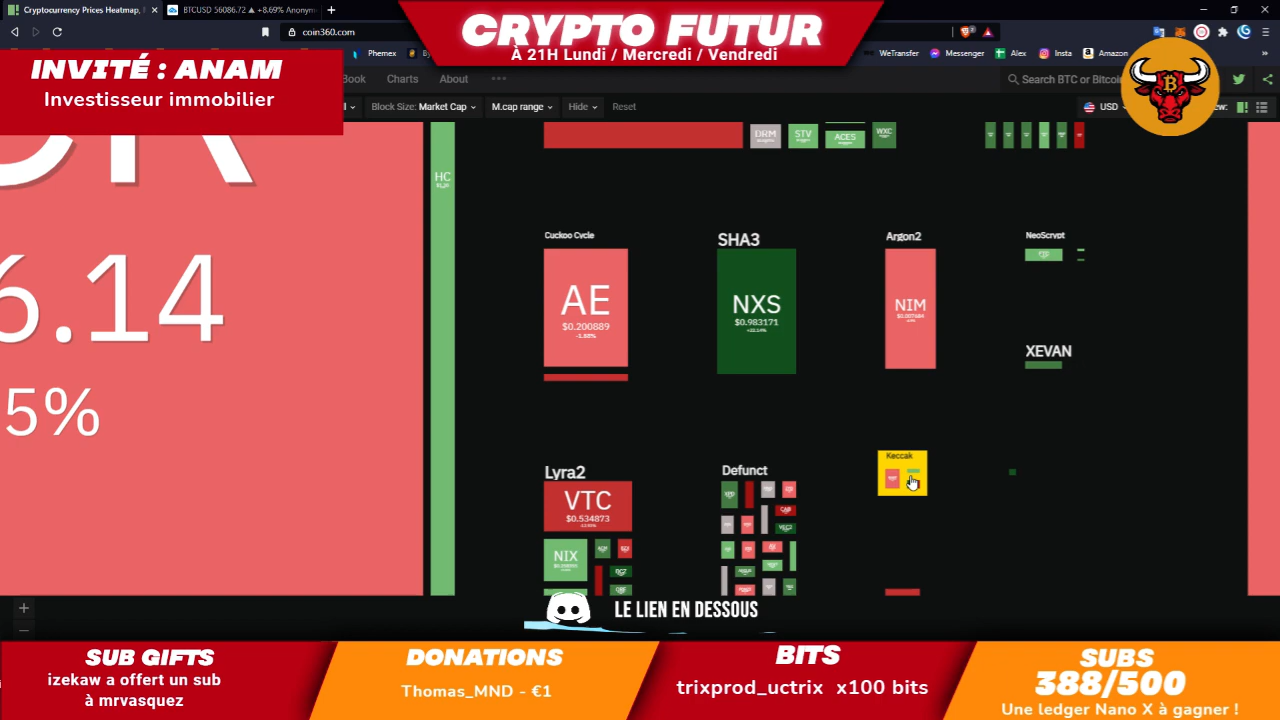 Cryptocurrency Prices Heatmap,
BTCUSD 56086.72 ▲ +8.69% Anonym
coin360.com
CRYPTO FUTUR
À 21H Lundi / Mercredi / Vendredi
Phemex
WeTransfer
Messenger
Alex
Insta
Amazon
INVITÉ : ANAM
Investisseur immobilier
Book
Charts
About
Search BTC or Bitcoin
Block Size: Market Cap
M.cap range
Hide
Reset
USD
DRM
STV
ACES
WXC
HC
6.14
5%
Cuckoo Cycle
AE
$0.200889
SHA3
NXS
$0.983171
Argon2
NIM
NeoScrypt
XEVAN
Lyra2
VTC
$0.534873
NIX
Defunct
Keccak
LE LIEN EN DESSOUS
SUB GIFTS
izekaw a offert un sub
à mrvasquez
DONATIONS
Thomas_MND - €1
BITS
trixprod_uctrix x100 bits
SUBS
388/500
Une ledger Nano X à gagner !